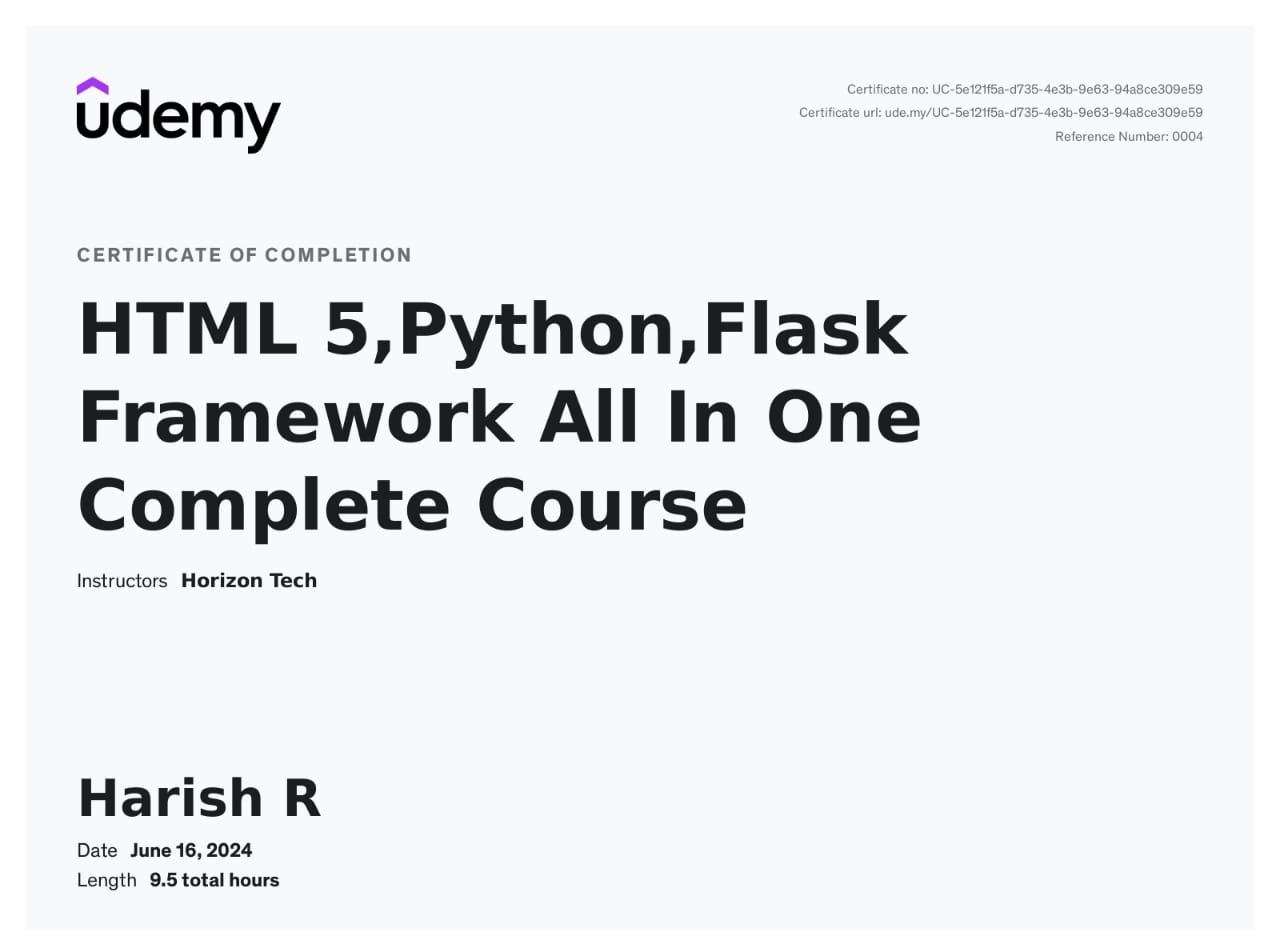 udemy
Certificate no: UC-5e121f5a-d735-4e3b-9e63-94a8ce309e59
Certificate url: ude.my/UC-5e121f5a-d735-4e3b-9e63-94a8ce309e59
Reference Number: 0004
CERTIFICATE OF COMPLETION
HTML 5,Python,Flask
Framework All In One
Complete Course
Instructors Horizon Tech
Harish R
Date June 16, 2024
Length 9.5 total hours